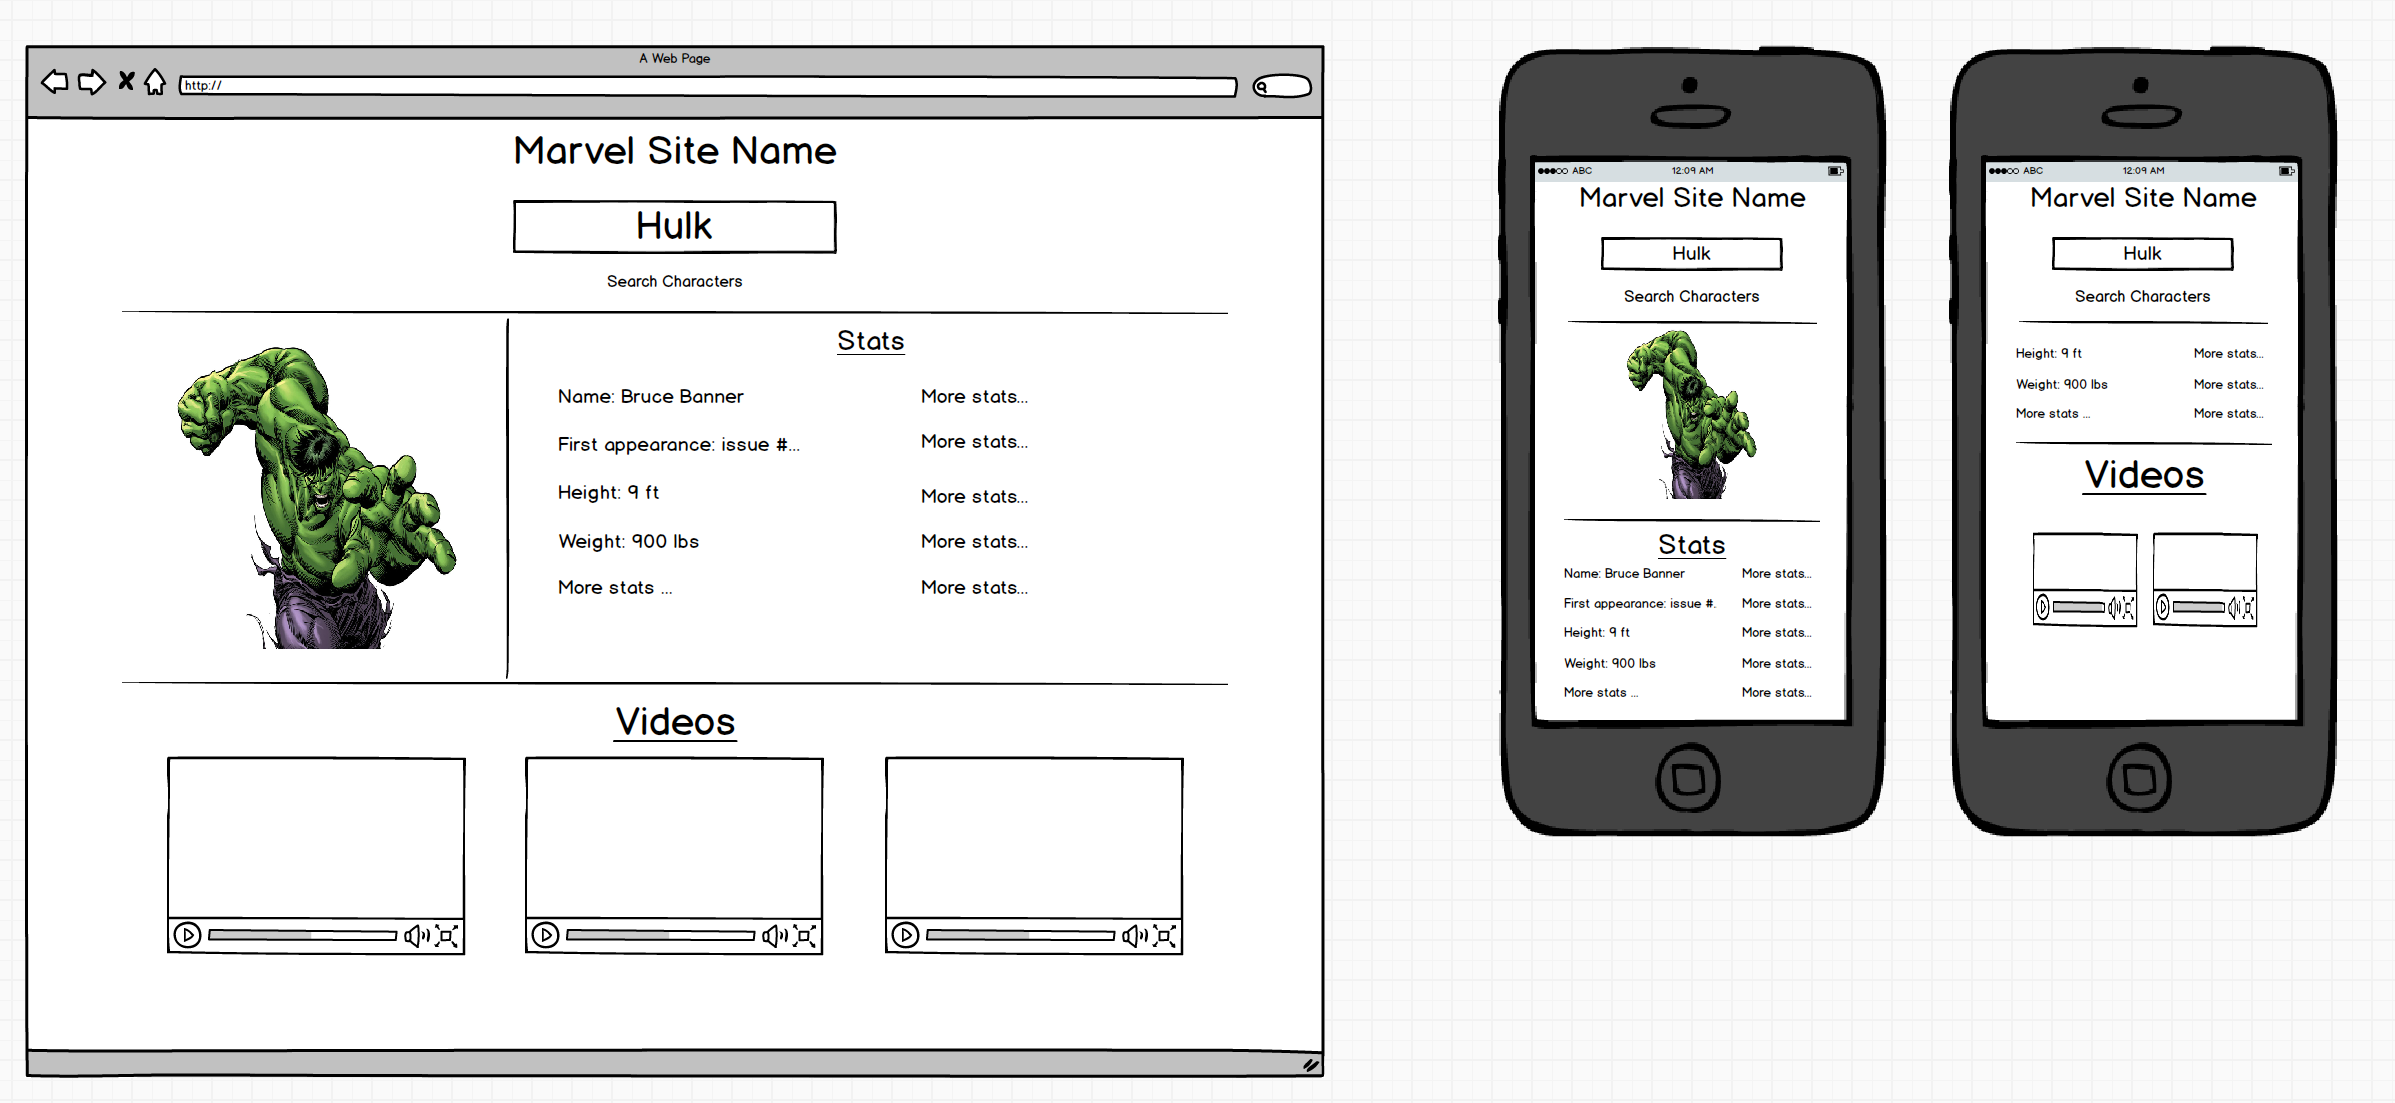 A Web Page
http://
Marvel Site Name
Hulk
Search Characters
Stats
Name: Bruce Banner
More stats...
First appearance: issue #...
More stats...
Height: 9 ft
More stats...
Weight: 900 lbs
More stats...
More stats ...
More stats...
Videos
ABC 12:09 AM
Marvel Site Name
Hulk
Search Characters
Stats
Name: Bruce Banner
More stats...
First appearance: issue #.
More stats...
Height: 9 ft
More stats...
Weight: 900 lbs
More stats...
More stats ...
More stats...
ABC 12:09 AM
Marvel Site Name
Hulk
Search Characters
Height: 9 ft
More stats...
Weight: 900 lbs
More stats...
More stats ...
More stats...
Videos